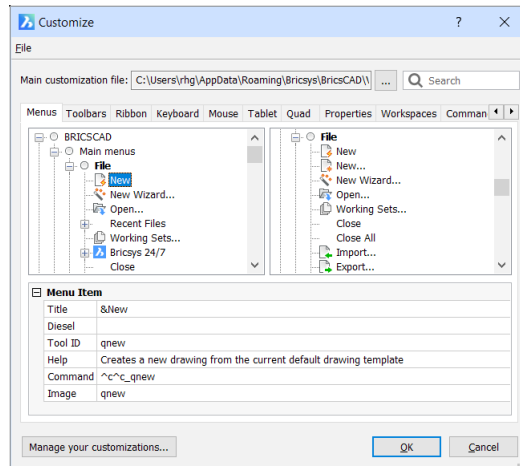 Customize
File
Main customization file: C:\Users\rhg\AppData\Roaming\Bricsys\BricsCAD\\ ... Search
Menus Toolbars Ribbon Keyboard Mouse Tablet Quad Properties Workspaces Comman
BRICSCAD
Main menus
File
New
New Wizard...
Open...
Recent Files
Working Sets...
Bricsys 24/7
Close
File
New
New...
New Wizard...
Open...
Working Sets...
Close
Close All
Import...
Export...
Menu Item
Title &New
Diesel
Tool ID qnew
Help Creates a new drawing from the current default drawing template
Command ^c^c_qnew
Image qnew
Manage your customizations... OK Cancel